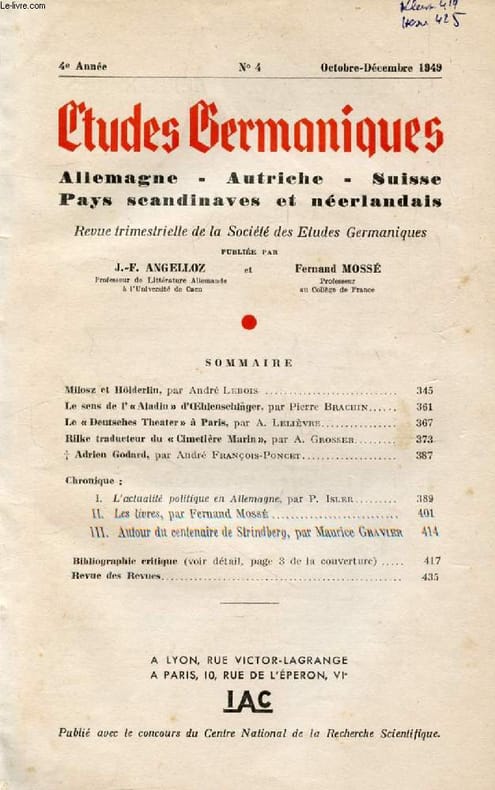 Le-livre.com
425
4e Année N° 4 Octobre-Décembre 1949
Etudes Germaniques
Allemagne - Autriche - Suisse
Pays scandinaves et néerlandais
Revue trimestrielle de la Société des Etudes Germaniques
PUBLIÉE PAR
J.-F. ANGELLOZ et Fernand MOSSÉ
Professeur de Littérature Allemande Professeur
à l'Université de Caen au Collège de France
SOMMAIRE
Milosz et Hölderlin, par André LEBOIS ........ 345
Le sens de l'« Aladin » d'Œhlenschläger, par Pierre BRACHIN...... 361
Le « Deutsches Theater » à Paris, par A. LELIÈVRE........ 367
Rilke traducteur du « Cimetière Marin », par A. GROSSER........ 373
† Adrien Godard, par André FRANÇOIS-PONCET........ 387
Chronique :
I. L'actualité politique en Allemagne, par P. ISLER........ 389
II. Les livres, par Fernand MOSSÉ........ 401
III. Autour du centenaire de Strindberg, par Maurice GRAVIER 414
Bibliographie critique (voir détail, page 3 de la couverture) ..... 417
Revue des Revues........ 435
A LYON, RUE VICTOR-LAGRANGE
A PARIS, 10, RUE DE L'ÉPERON, VIe
IAC
Publié avec le concours du Centre National de la Recherche Scientifique.